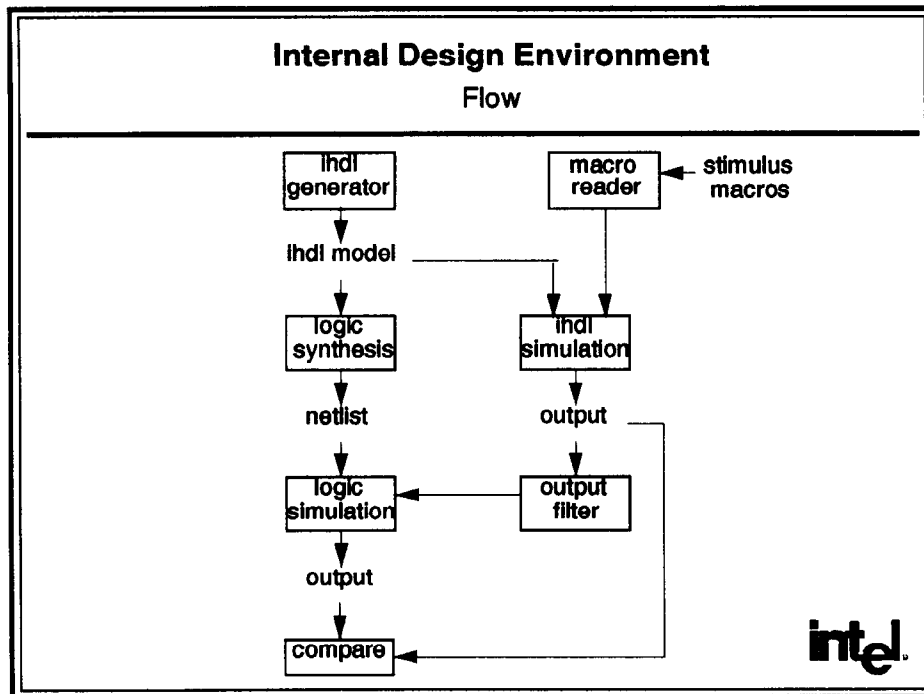 Internal Design Environment
Flow
ihdl
generator
macro
reader
stimulus
macros
ihdl model
logic
synthesis
ihdl
simulation
netlist
output
logic
simulation
output
filter
output
compare
intel